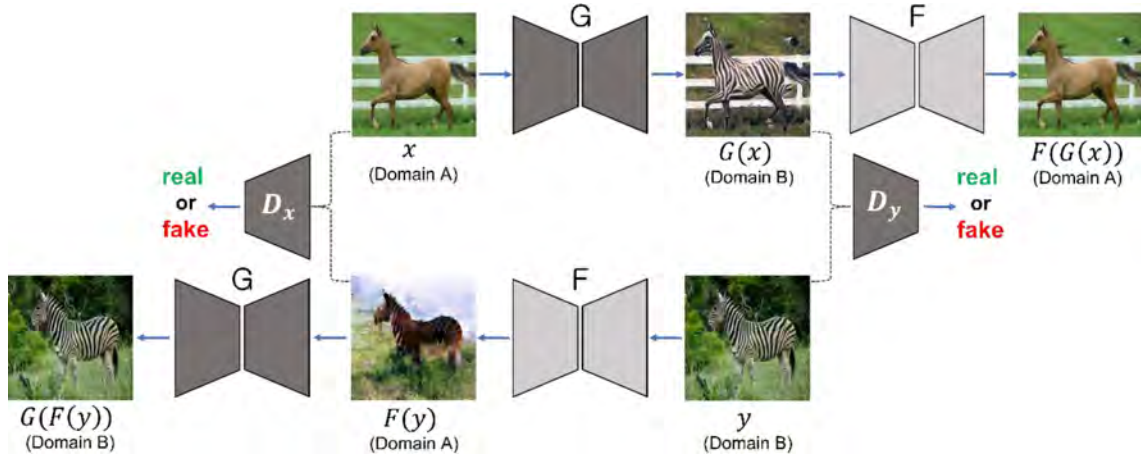 G
F
x
(Domain A)
G(x)
(Domain B)
F(G(x))
(Domain A)
real
or
fake
D_x
D_y
real
or
fake
G
F
G(F(y))
(Domain B)
F(y)
(Domain A)
y
(Domain B)